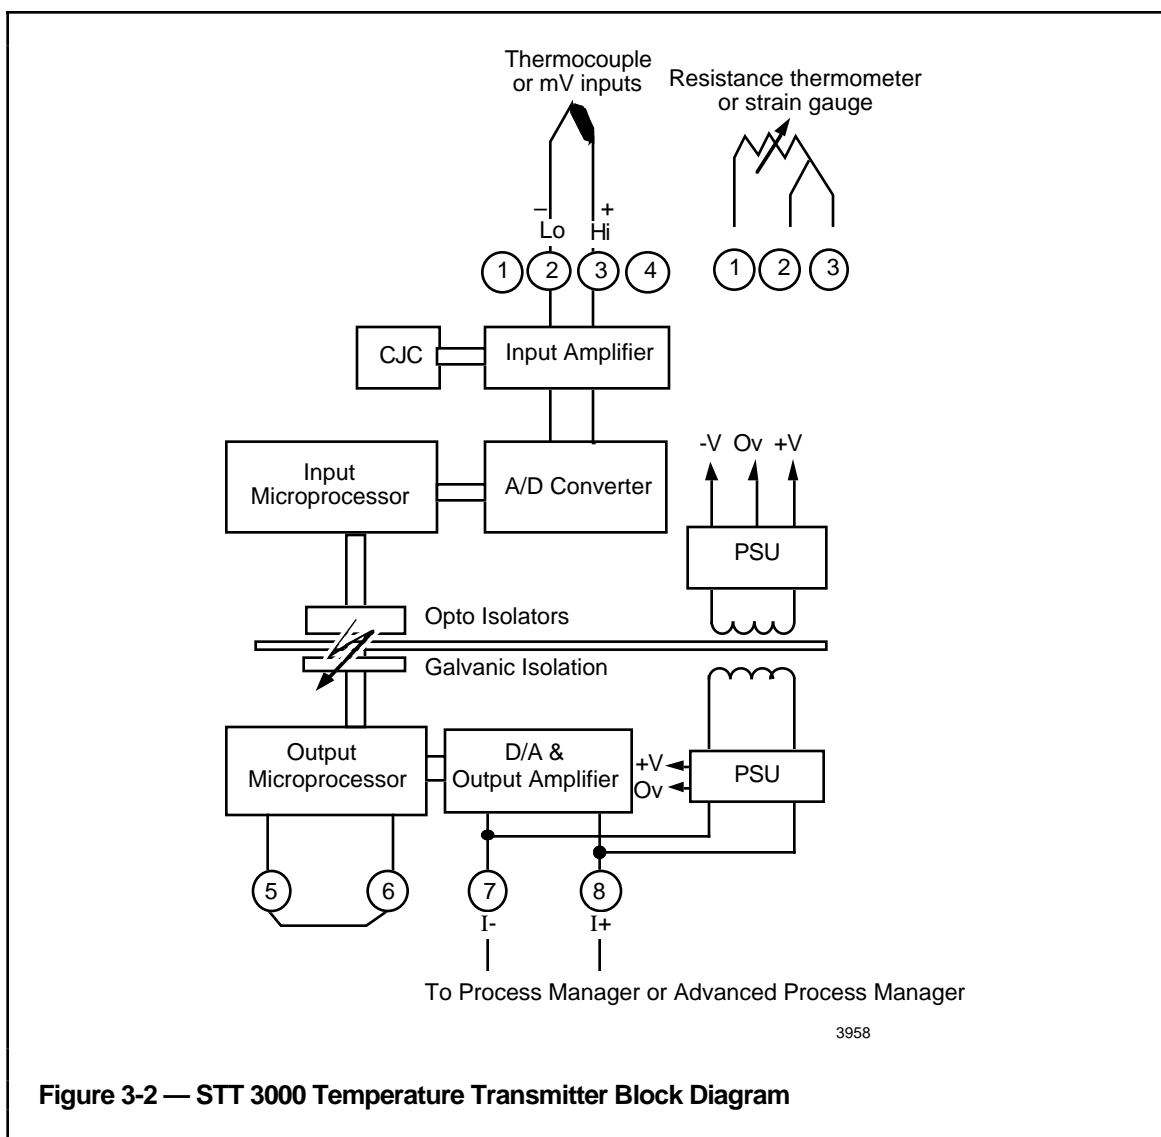 Thermocouple
or mV inputs
Resistance thermometer
or strain gauge
– +
Lo Hi
1 2 3 4 1 2 3
CJC
Input Amplifier
-V Ov +V
Input
Microprocessor
A/D Converter
PSU
Opto Isolators
Galvanic Isolation
Output
Microprocessor
D/A &
Output Amplifier
+V
Ov
PSU
5 6 7 8
I- I+
To Process Manager or Advanced Process Manager
3958
Figure 3-2 — STT 3000 Temperature Transmitter Block Diagram